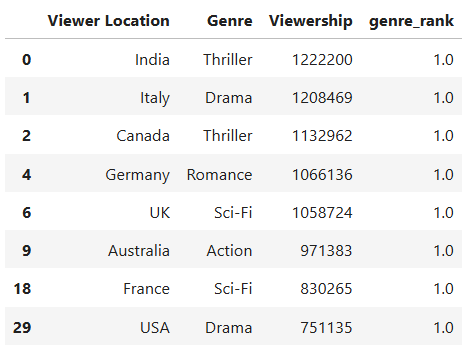 Viewer Location Genre Viewership genre_rank
0 India Thriller 1222200 1.0
1 Italy Drama 1208469 1.0
2 Canada Thriller 1132962 1.0
4 Germany Romance 1066136 1.0
6 UK Sci-Fi 1058724 1.0
9 Australia Action 971383 1.0
18 France Sci-Fi 830265 1.0
29 USA Drama 751135 1.0